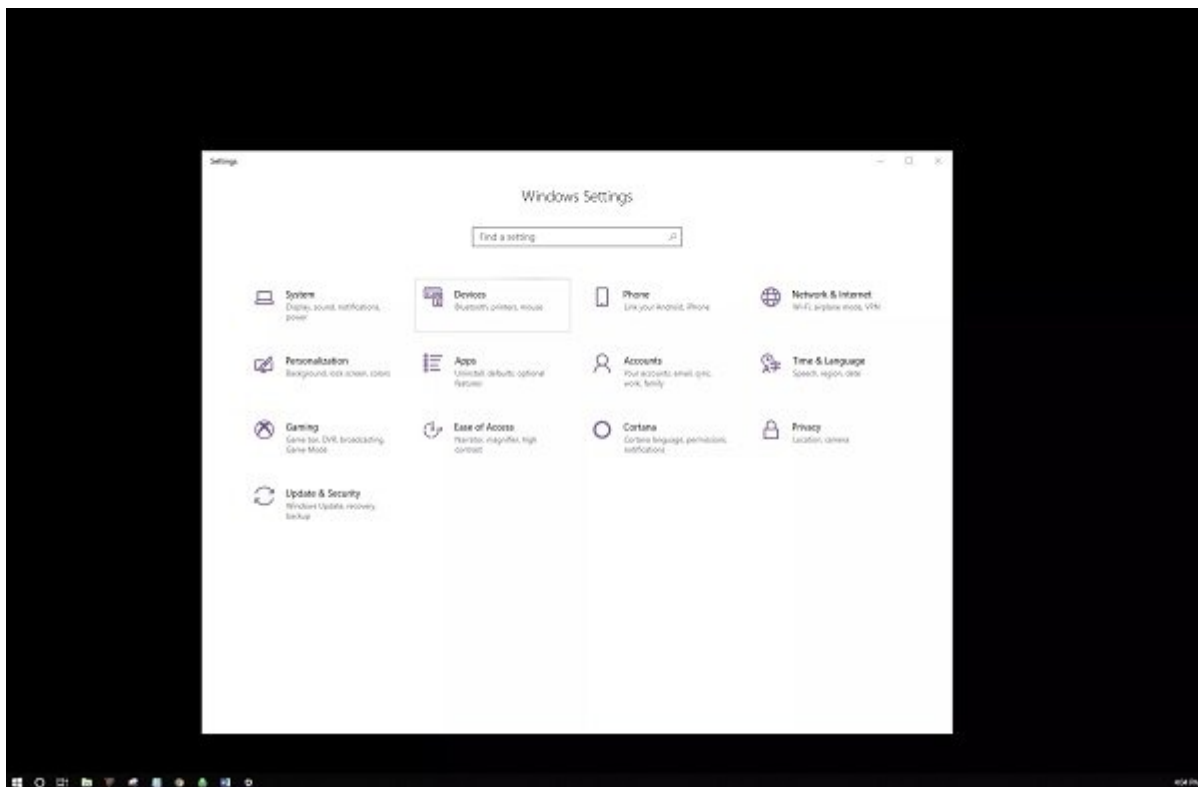 Settings
Windows Settings
Find a setting
System
Display, sound, notifications,
power
Devices
Bluetooth, printers, mouse
Phone
Link your Android, iPhone
Network & Internet
Wi-Fi, airplane mode, VPN
Personalization
Background, lock screen, colors
Apps
Uninstall, defaults, optional
features
Accounts
Your accounts, email, sync,
work, family
Time & Language
Speech, region, date
Gaming
Game bar, DVR, broadcasting,
Game Mode
Ease of Access
Narrator, magnifier, high
contrast
Cortana
Cortana language, permissions,
notifications
Privacy
Location, camera
Update & Security
Windows Update, recovery,
backup